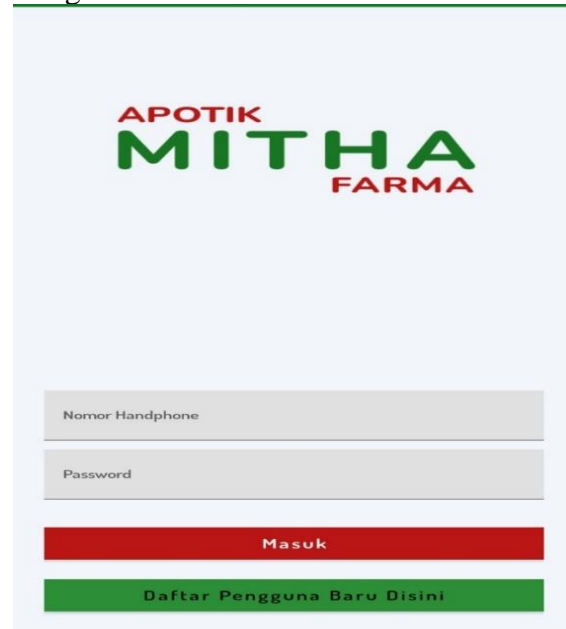 APOTIK
MITHA
FARMA
Nomor Handphone
Password
Masuk
Daftar Pengguna Baru Disini